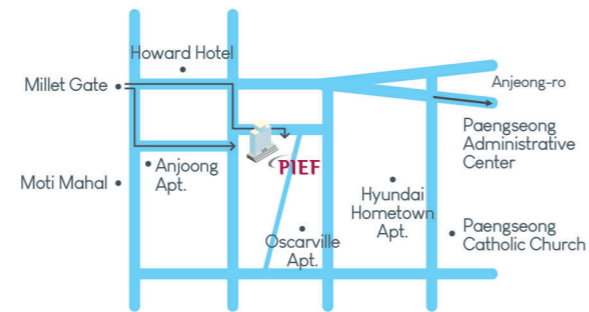 Howard Hotel
Millet Gate
Anjeong-ro
Paengseong
Administrative
Center
Anjoong
Apt.
PIEF
Moti Mahal
Hyundai
Hometown
Apt.
Oscarville
Apt.
Paengseong
Catholic Church